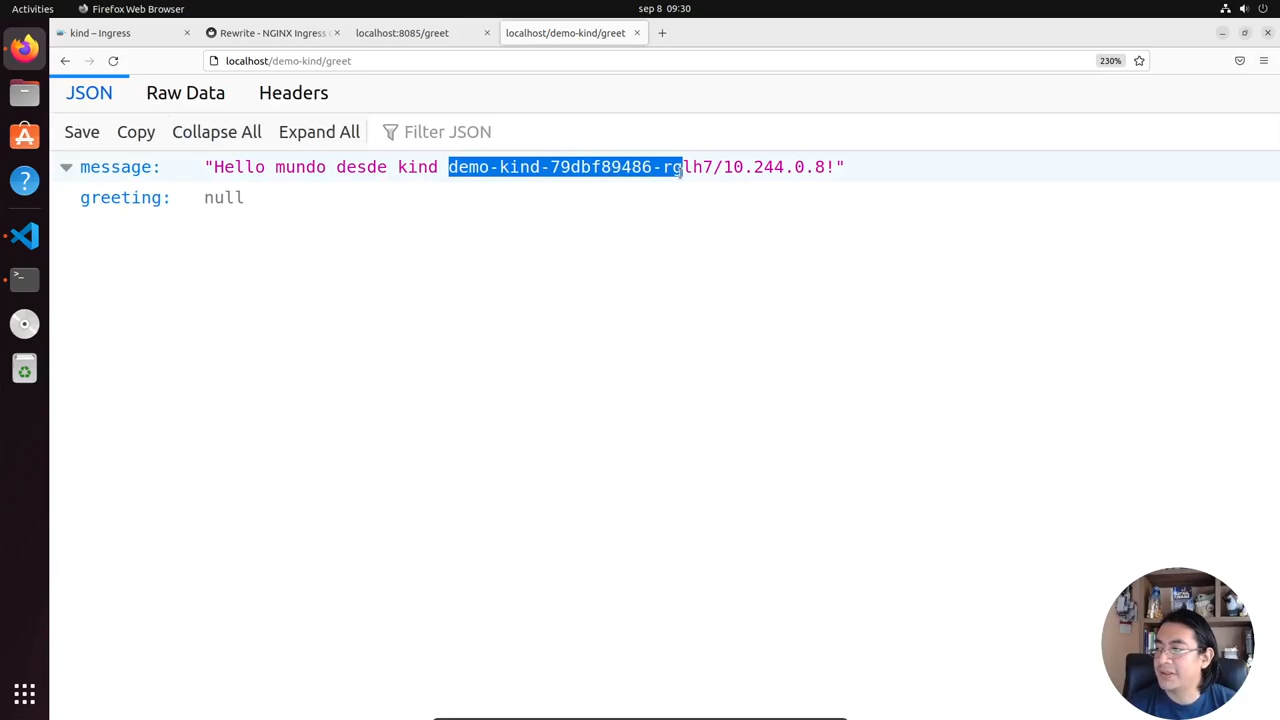 Activities
Firefox Web Browser
sep 8 09:30
kind – Ingress
Rewrite - NGINX Ingress C
localhost:8085/greet
localhost/demo-kind/greet
localhost/demo-kind/greet
230%
JSON
Raw Data
Headers
Save
Copy
Collapse All
Expand All
Filter JSON
message: "Hello mundo desde kind demo-kind-79dbf89486-rglh7/10.244.0.8!"
greeting: null